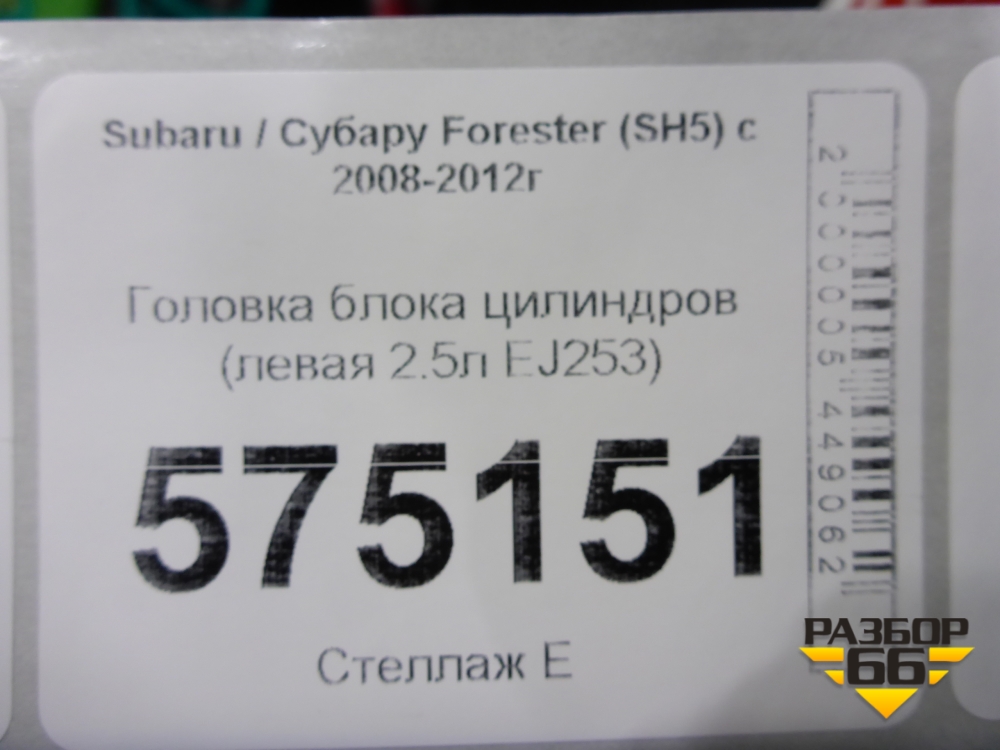 Subaru / Субару Forester (SH5) с
2008-2012г
Головка блока цилиндров
(левая 2.5л EJ253)
575151
Стеллаж Е
2000005449062
РАЗБОР
66